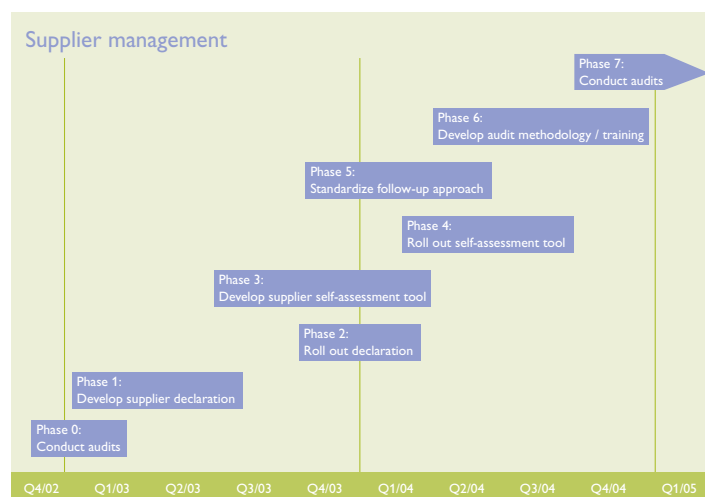 Supplier management
Phase 7:
Conduct audits
Phase 6:
Develop audit methodology / training
Phase 5:
Standardize follow-up approach
Phase 4:
Roll out self-assessment tool
Phase 3:
Develop supplier self-assessment tool
Phase 2:
Roll out declaration
Phase 1:
Develop supplier declaration
Phase 0:
Conduct audits
Q4/02 Q1/03 Q2/03 Q3/03 Q4/03 Q1/04 Q2/04 Q3/04 Q4/04 Q1/05